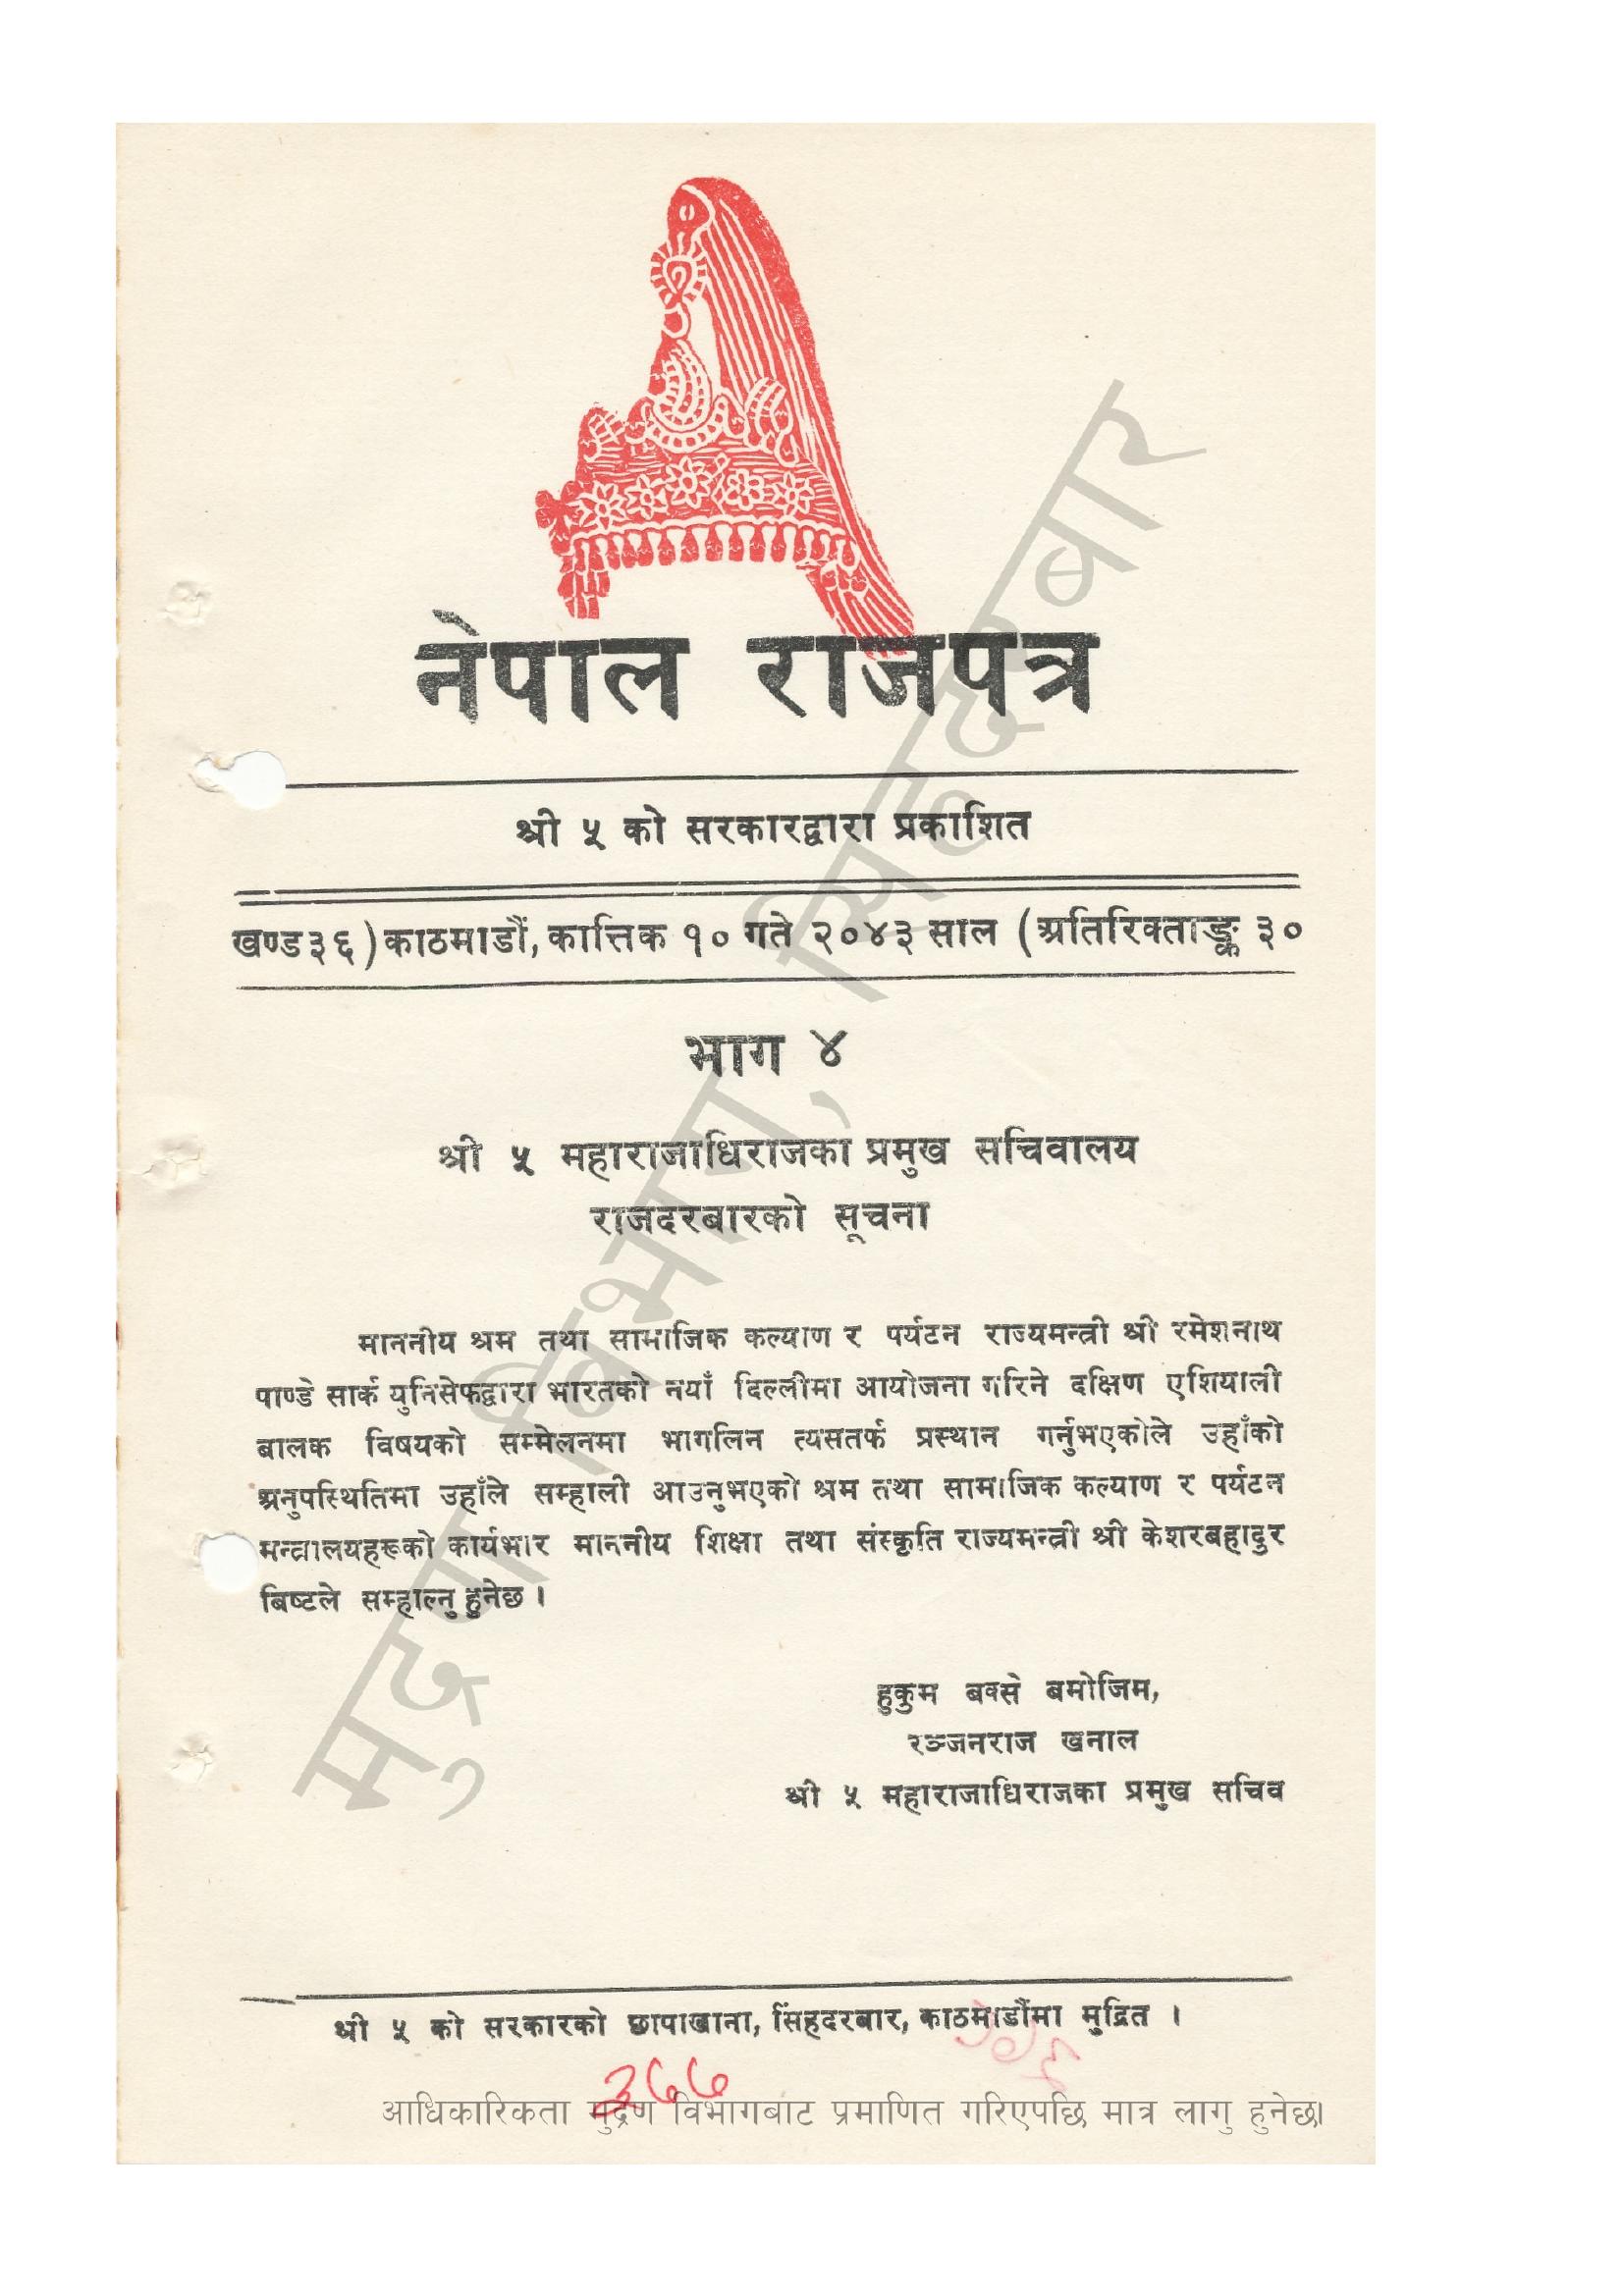 नेपाल राजपत्र
श्री ५ को सरकारद्वारा प्रकाशित
खण्ड३६) काठमाडौं, कात्तिक १० गते २०४३ साल (अतिरिक्ताङ्क ३०
भाग ४
श्री ५ महाराजाधिराजका प्रमुख सचिवालय
राजदरबारको सूचना
माननीय श्रम तथा सामाजिक कल्याण र पर्यटन राज्यमन्त्री श्री रमेशनाथ
पाण्डे सार्क युनिसेफद्वारा भारतको नयाँ दिल्लीमा आयोजना गरिने दक्षिण एशियाली
बालक विषयको सम्मेलनमा भागलिन त्यसतर्फ प्रस्थान गर्नुभएकोले उहाँको
अनुपस्थितिमा उहाँले सम्हाली आउनुभएको श्रम तथा सामाजिक कल्याण र पर्यटन
मन्त्रालयहरूको कार्यभार माननीय शिक्षा तथा संस्कृति राज्यमन्त्री श्री केशरबहादुर
बिष्टले सम्हाल्नु हुनेछ ।
हुकुम बक्से बमोजिम,
रञ्जनराज खनाल
श्री ५ महाराजाधिराजका प्रमुख सचिव
श्री ५ को सरकारको छापाखाना, सिंहदरबार, काठमाडौंमा मुद्रित ।
३७७
आधिकारिकता मुद्रण विभागबाट प्रमाणित गरिएपछि मात्र लागु हुनेछ।
मुद्रण विभाग, सिंहदरबार